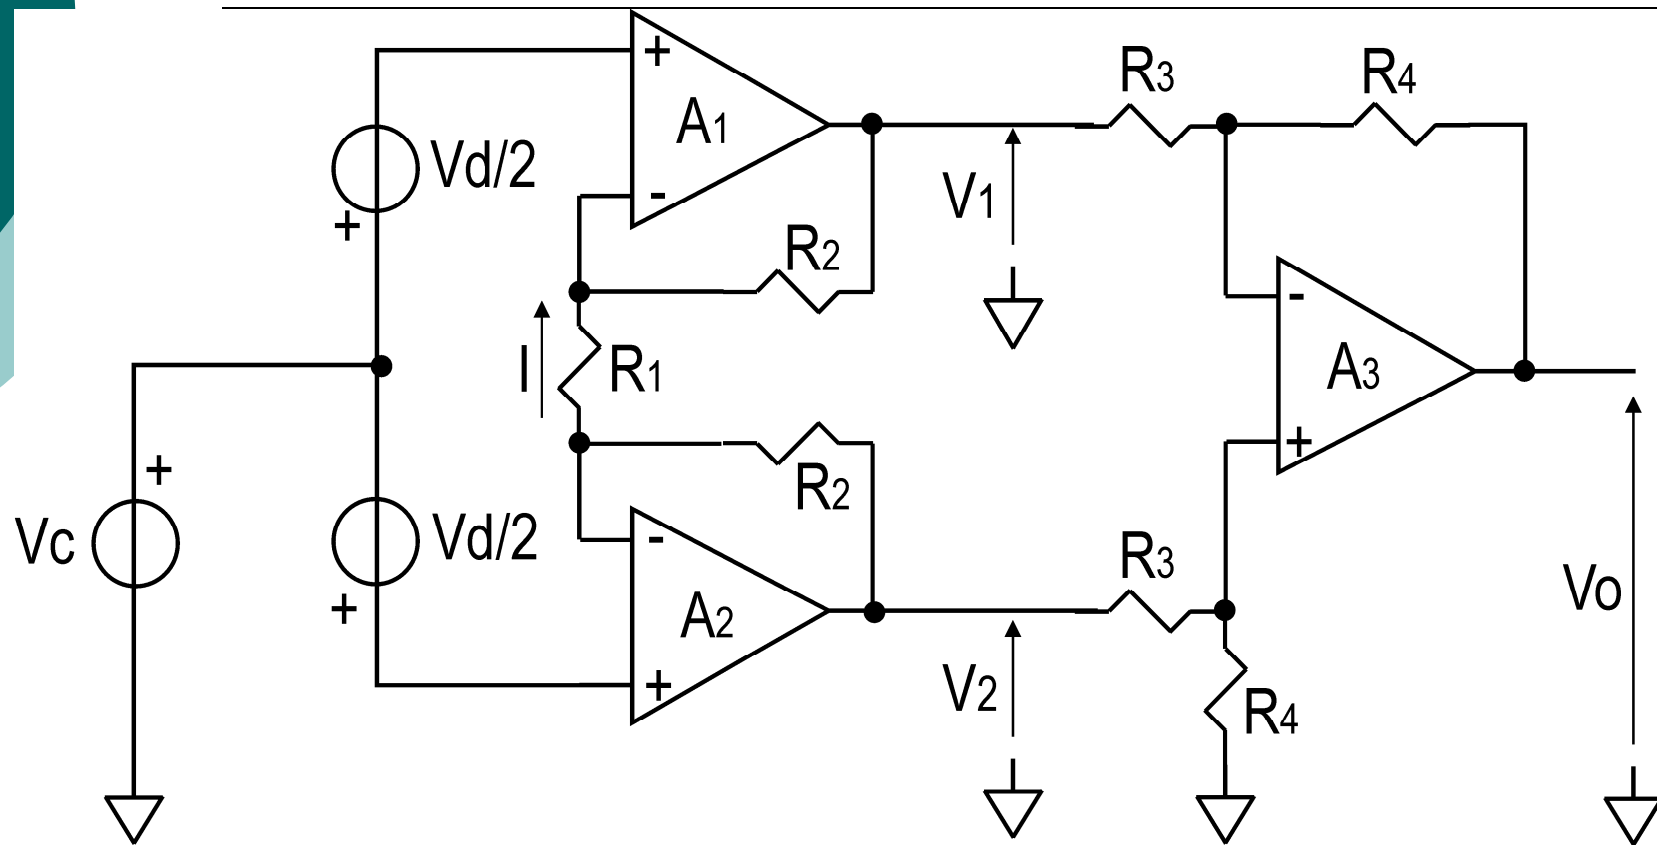 +
A1
-
Vd/2
+
R2
V1
R3
R4
I
R1
-
A3
+
Vc
+
Vd/2
+
R2
-
A2
+
V2
R3
R4
Vo